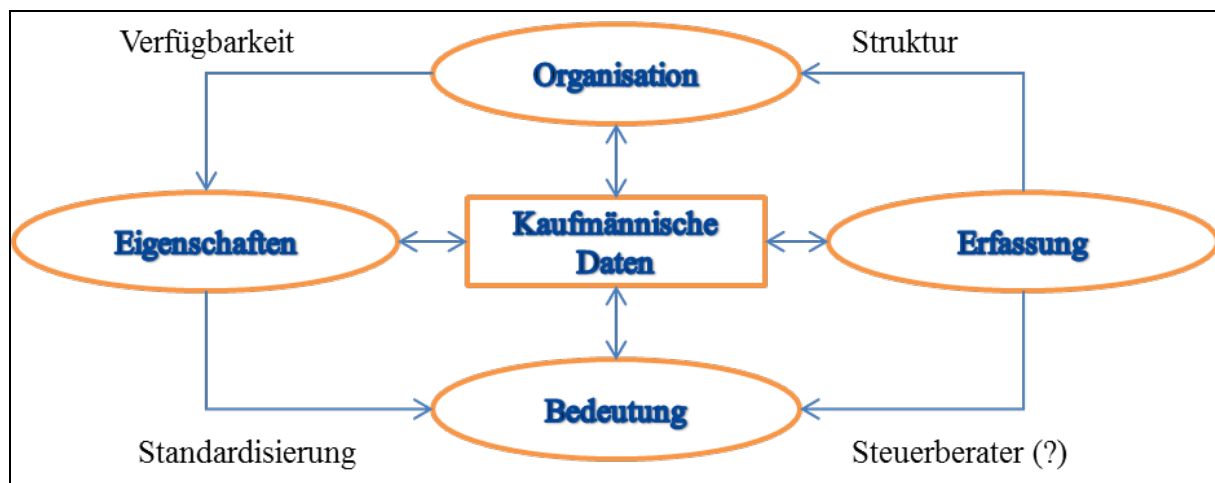 Verfügbarkeit
Struktur
Organisation
Eigenschaften
Kaufmännische
Daten
Erfassung
Bedeutung
Standardisierung
Steuerberater (?)